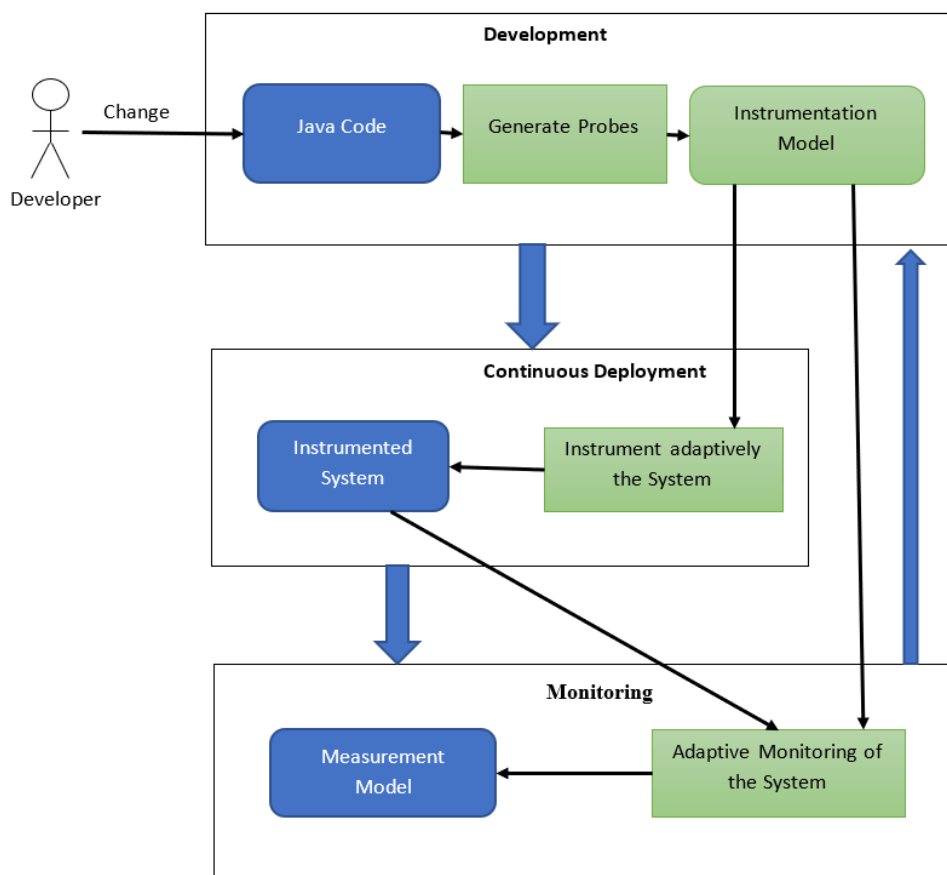 Development
Change
Java Code
Generate Probes
Instrumentation
Model
Developer
Continuous Deployment
Instrumented
System
Instrument adaptively
the System
Monitoring
Measurement
Model
Adaptive Monitoring of
the System